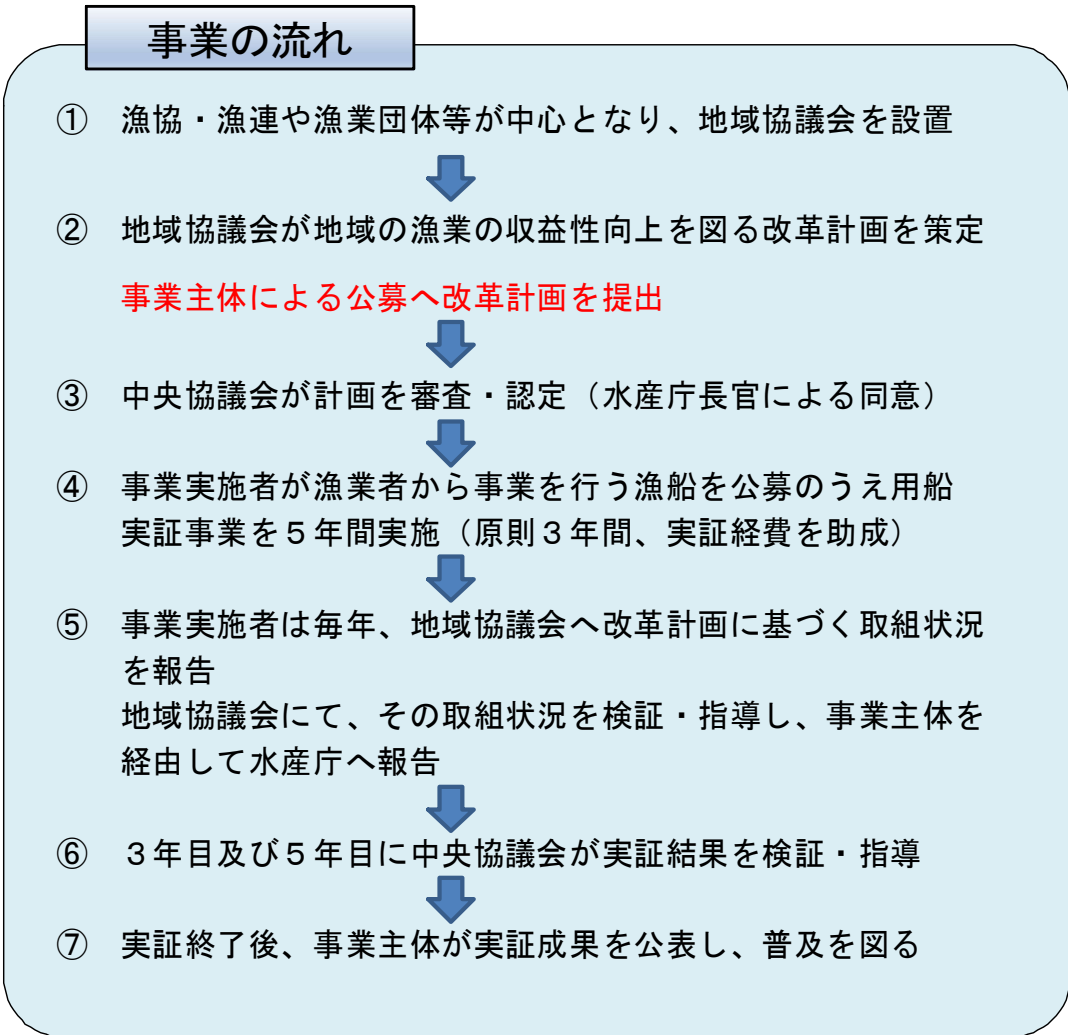 事業の流れ
① 漁協・漁連や漁業団体等が中心となり、地域協議会を設置
② 地域協議会が地域の漁業の収益性向上を図る改革計画を策定
事業主体による公募へ改革計画を提出
③ 中央協議会が計画を審査・認定（水産庁長官による同意）
④ 事業実施者が漁業者から事業を行う漁船を公募のうえ用船
実証事業を５年間実施（原則３年間、実証経費を助成）
⑤ 事業実施者は毎年、地域協議会へ改革計画に基づく取組状況
を報告
地域協議会にて、その取組状況を検証・指導し、事業主体を
経由して水産庁へ報告
⑥ ３年目及び５年目に中央協議会が実証結果を検証・指導
⑦ 実証終了後、事業主体が実証成果を公表し、普及を図る